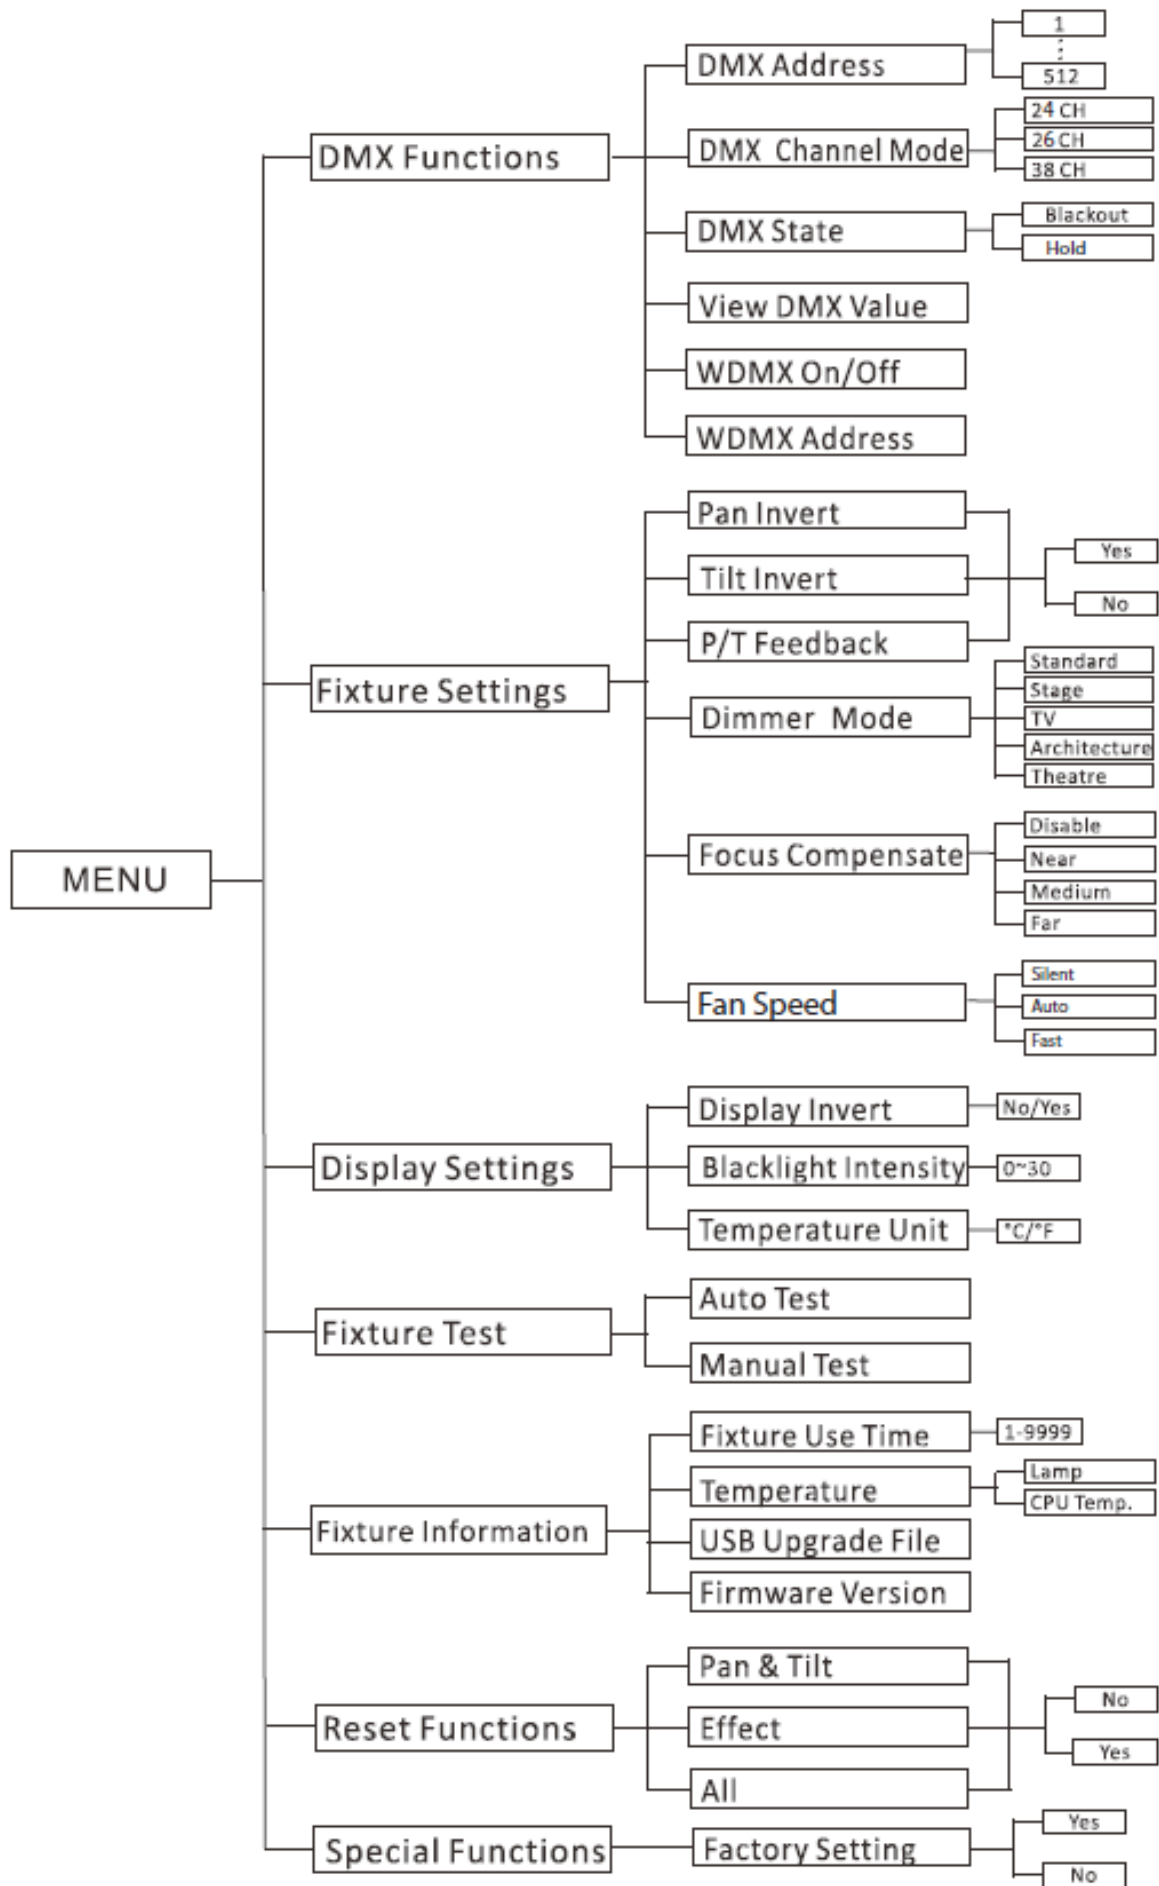 MENU
DMX Functions
DMX Address
1
512
DMX Channel Mode
24 CH
26 CH
38 CH
DMX State
Blackout
Hold
View DMX Value
WDMX On/Off
WDMX Address
Fixture Settings
Pan Invert
Tilt Invert
P/T Feedback
Yes
No
Dimmer Mode
Standard
Stage
TV
Architecture
Theatre
Focus Compensate
Disable
Near
Medium
Far
Fan Speed
Silent
Auto
Fast
Display Settings
Display Invert
No/Yes
Blacklight Intensity
0~30
Temperature Unit
°C/°F
Fixture Test
Auto Test
Manual Test
Fixture Information
Fixture Use Time
1-9999
Temperature
Lamp
CPU Temp.
USB Upgrade File
Firmware Version
Reset Functions
Pan & Tilt
Effect
All
No
Yes
Special Functions
Factory Setting
Yes
No